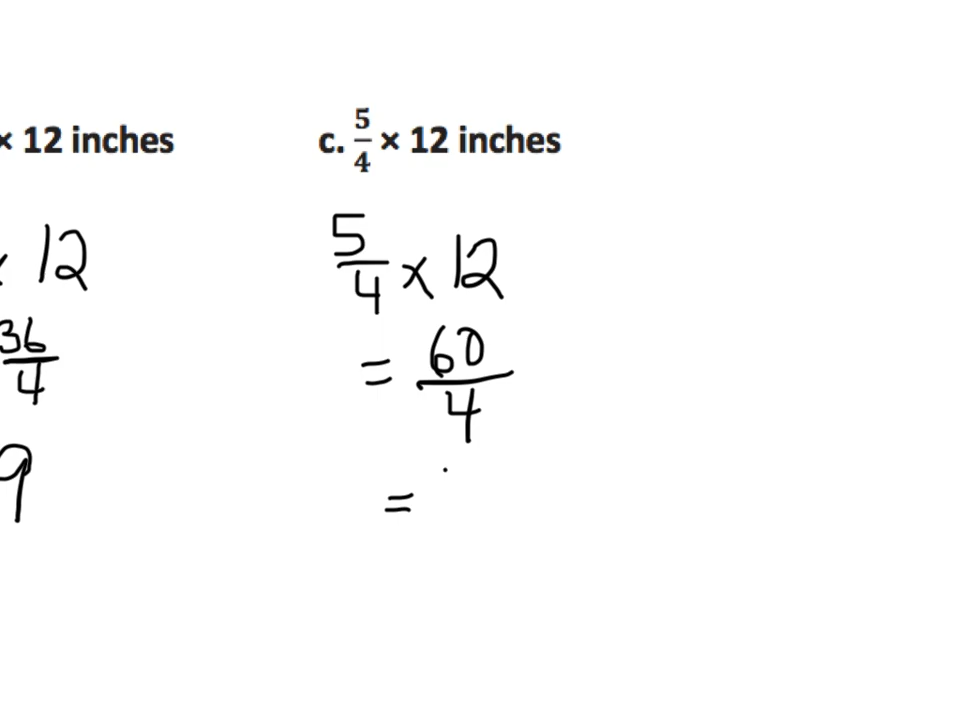 × 12 inches
x 12
36/4
9
c. 5/4 × 12 inches
5/4 x 12
= 60/4
=